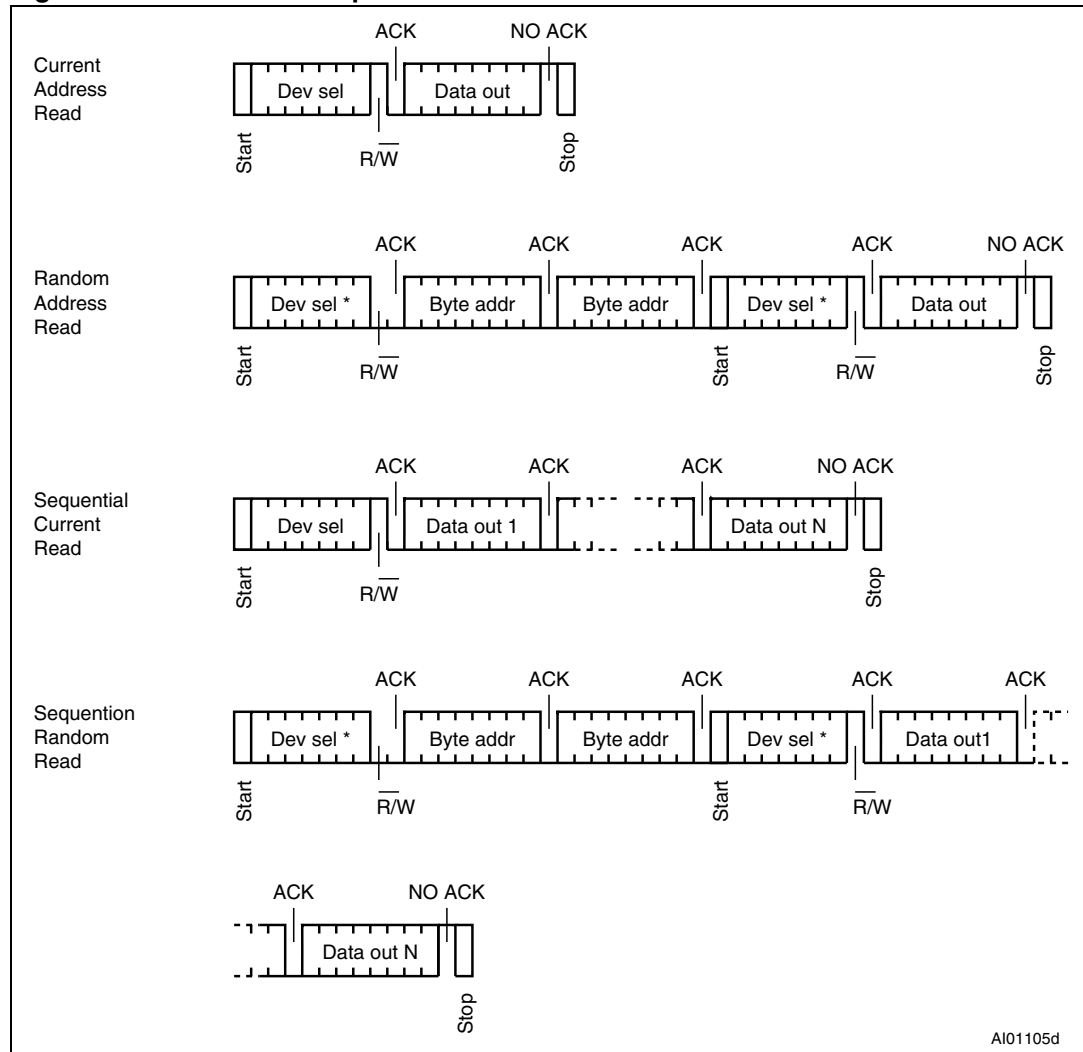 ACK NO ACK
Current
Address
Read
Dev sel Data out
Start R/W Stop
ACK ACK ACK ACK NO ACK
Random
Address
Read
Dev sel * Byte addr Byte addr Dev sel * Data out
Start R/W Start R/W Stop
ACK ACK ACK NO ACK
Sequential
Current
Read
Dev sel Data out 1 Data out N
Start R/W Stop
ACK ACK ACK ACK ACK
Sequention
Random
Read
Dev sel * Byte addr Byte addr Dev sel * Data out1
Start R/W Start R/W
ACK NO ACK
Data out N
Stop
AI01105d